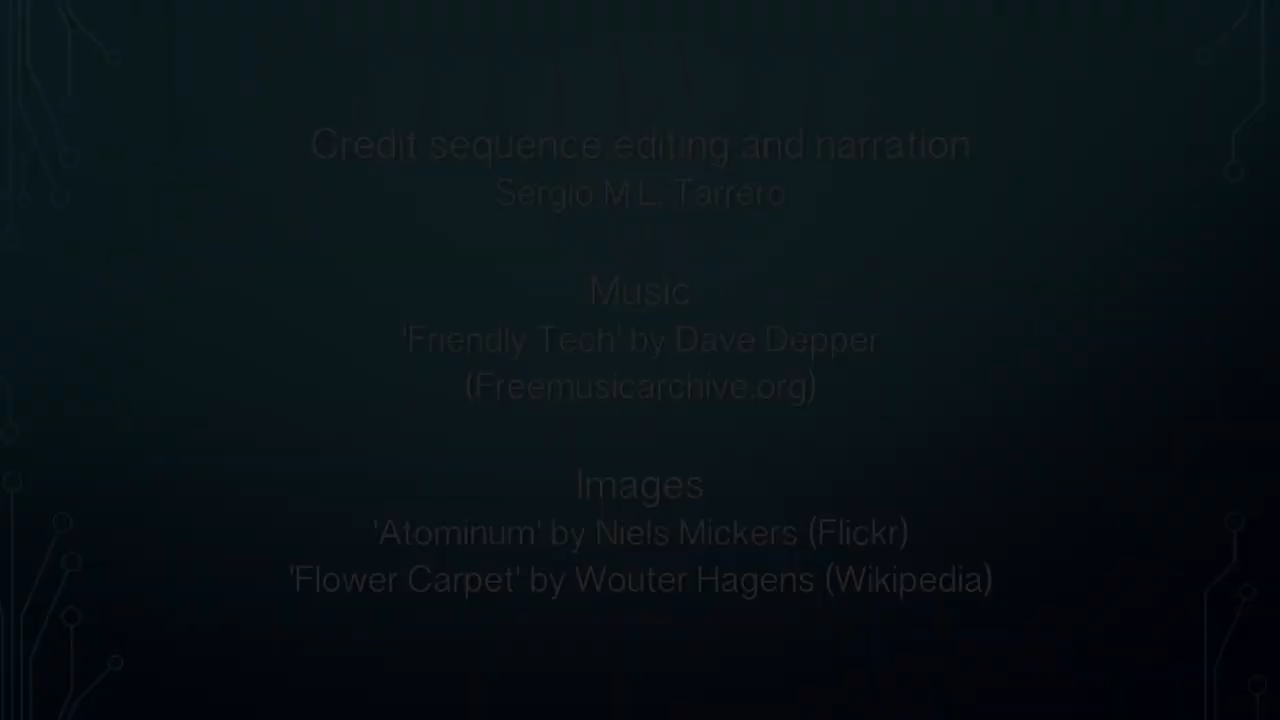 Credit sequence editing and narration
Sergio M.L. Tarrero
Music
'Friendly Tech' by Dave Depper
(Freemusicarchive.org)
Images
'Atominum' by Niels Mickers (Flickr)
'Flower Carpet' by Wouter Hagens (Wikipedia)